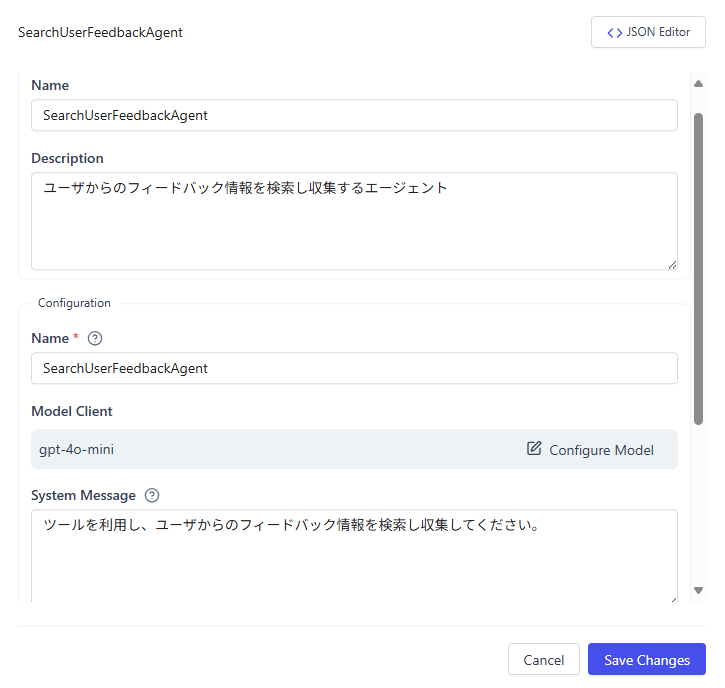 SearchUserFeedbackAgent
JSON Editor
Name
SearchUserFeedbackAgent
Description
ユーザからのフィードバック情報を検索し収集するエージェント
Configuration
Name *
SearchUserFeedbackAgent
Model Client
gpt-4o-mini
Configure Model
System Message
ツールを利用し、ユーザからのフィードバック情報を検索し収集してください。
Cancel
Save Changes